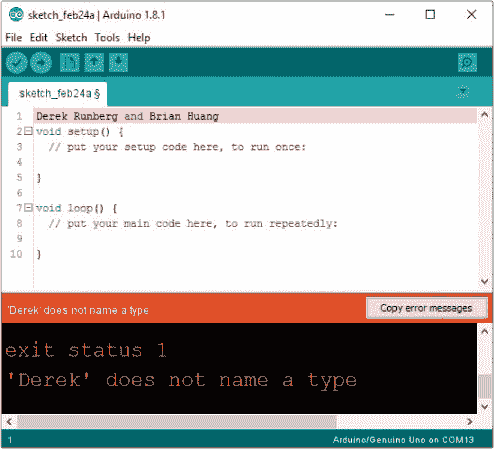 sketch_feb24a | Arduino 1.8.1
File Edit Sketch Tools Help
sketch_feb24a §
1 Derek Runberg and Brian Huang
2 void setup() {
3 // put your setup code here, to run once:
4
5 }
6
7 void loop() {
8 // put your main code here, to run repeatedly:
9
10 }
'Derek' does not name a type
Copy error messages
exit status 1
'Derek' does not name a type
1 Arduino/Genuino Uno on COM13